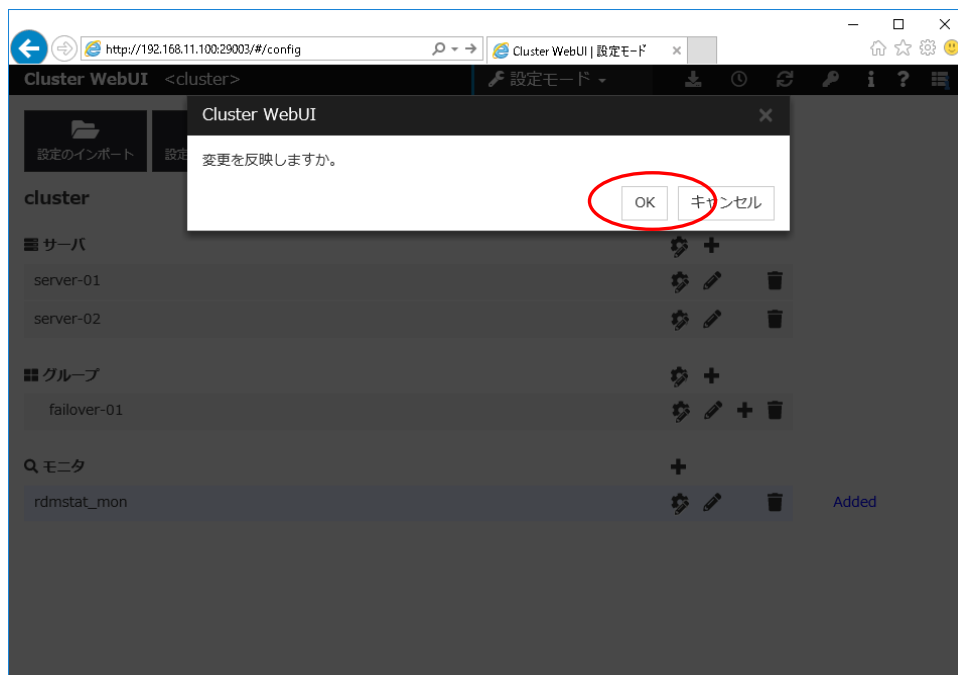 http://192.168.11.100:29003/#/config
Cluster WebUI | 設定モード
Cluster WebUI <cluster>
設定モード
Cluster WebUI
設定のインポート
設定
変更を反映しますか。
OK
キャンセル
cluster
サーバ
server-01
server-02
グループ
failover-01
モニタ
rdmstat_mon
Added